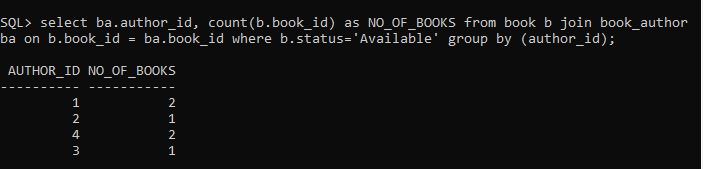 SQL> select ba.author_id, count(b.book_id) as NO_OF_BOOKS from book b join book_author
ba on b.book_id = ba.book_id where b.status='Available' group by (author_id);
AUTHOR_ID NO_OF_BOOKS
---------- -----------
1 2
2 1
4 2
3 1